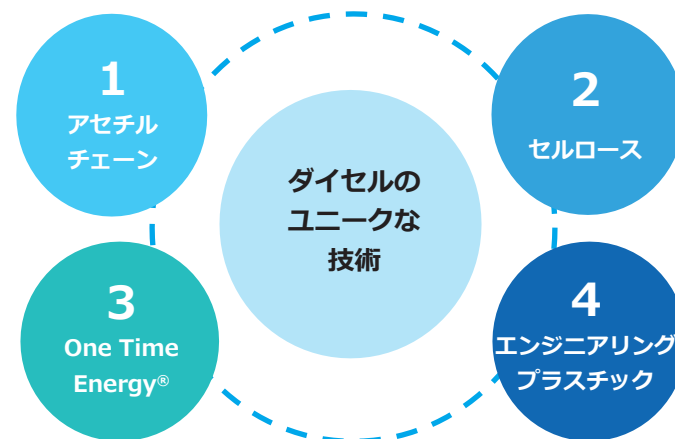 1
アセチル
チェーン
2
セルロース
ダイセルの
ユニークな
技術
3
One Time
Energy®
4
エンジニアリング
プラスチック